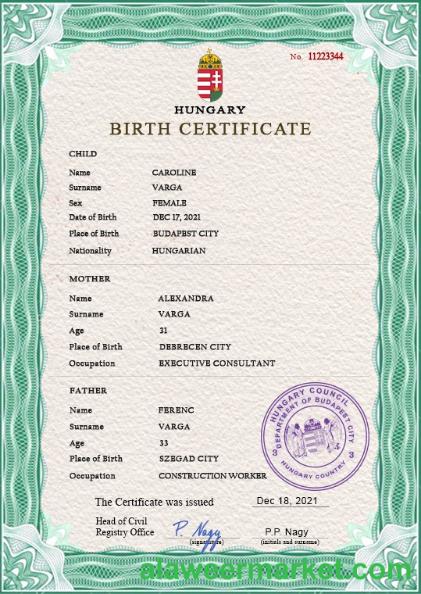 No. 11223344
HUNGARY
BIRTH CERTIFICATE
CHILD
Name CAROLINE
Surname VARGA
Sex FEMALE
Date of Birth DEC 17, 2021
Place of Birth BUDAPEST CITY
Nationality HUNGARIAN
MOTHER
Name ALEXANDRA
Surname VARGA
Age 31
Place of Birth DEBRECEN CITY
Occupation EXECUTIVE CONSULTANT
FATHER
Name FERENC
Surname VARGA
Age 33
Place of Birth SZEGAD CITY
Occupation CONSTRUCTION WORKER
HUNGARY COUNCIL
DEPARTMENT OF BUDAPEST CITY
3 3
HUNGARY COUNTRY
The Certificate was issued Dec 18, 2021
Head of Civil
Registry Office P. Nagy P.P. Nagy
(signature) (initials and surname)
alaweermarket.com